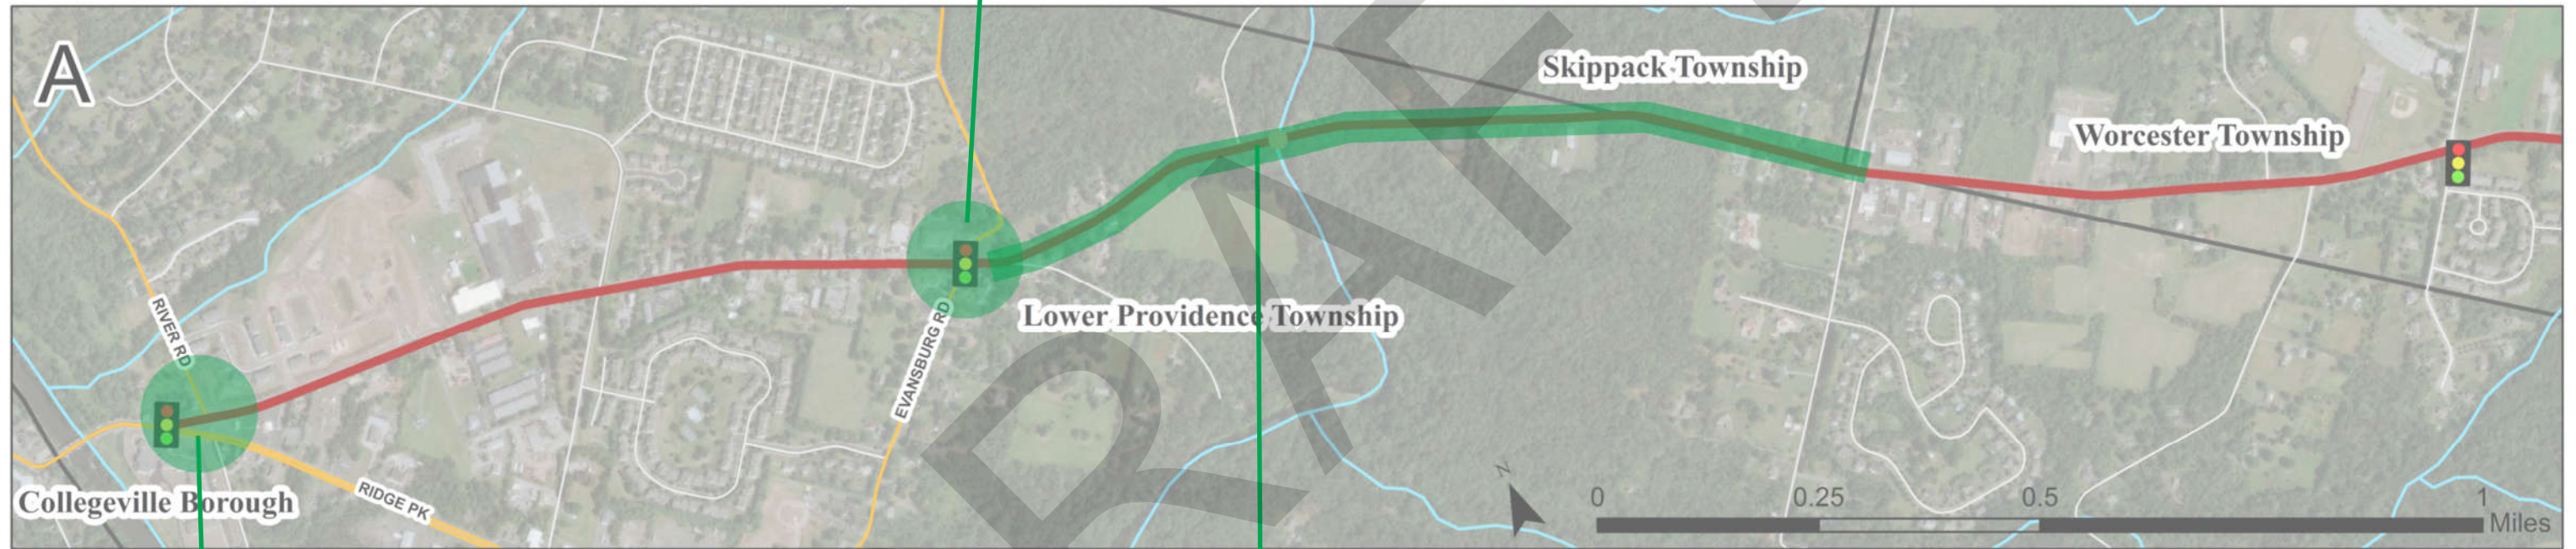 A
Skippack Township
Worcester Township
RIVER RD
Lower Providence Township
EVANSBURG RD
Collegeville Borough
RIDGE PK
N
0 0.25 0.5 1
Miles
RAF